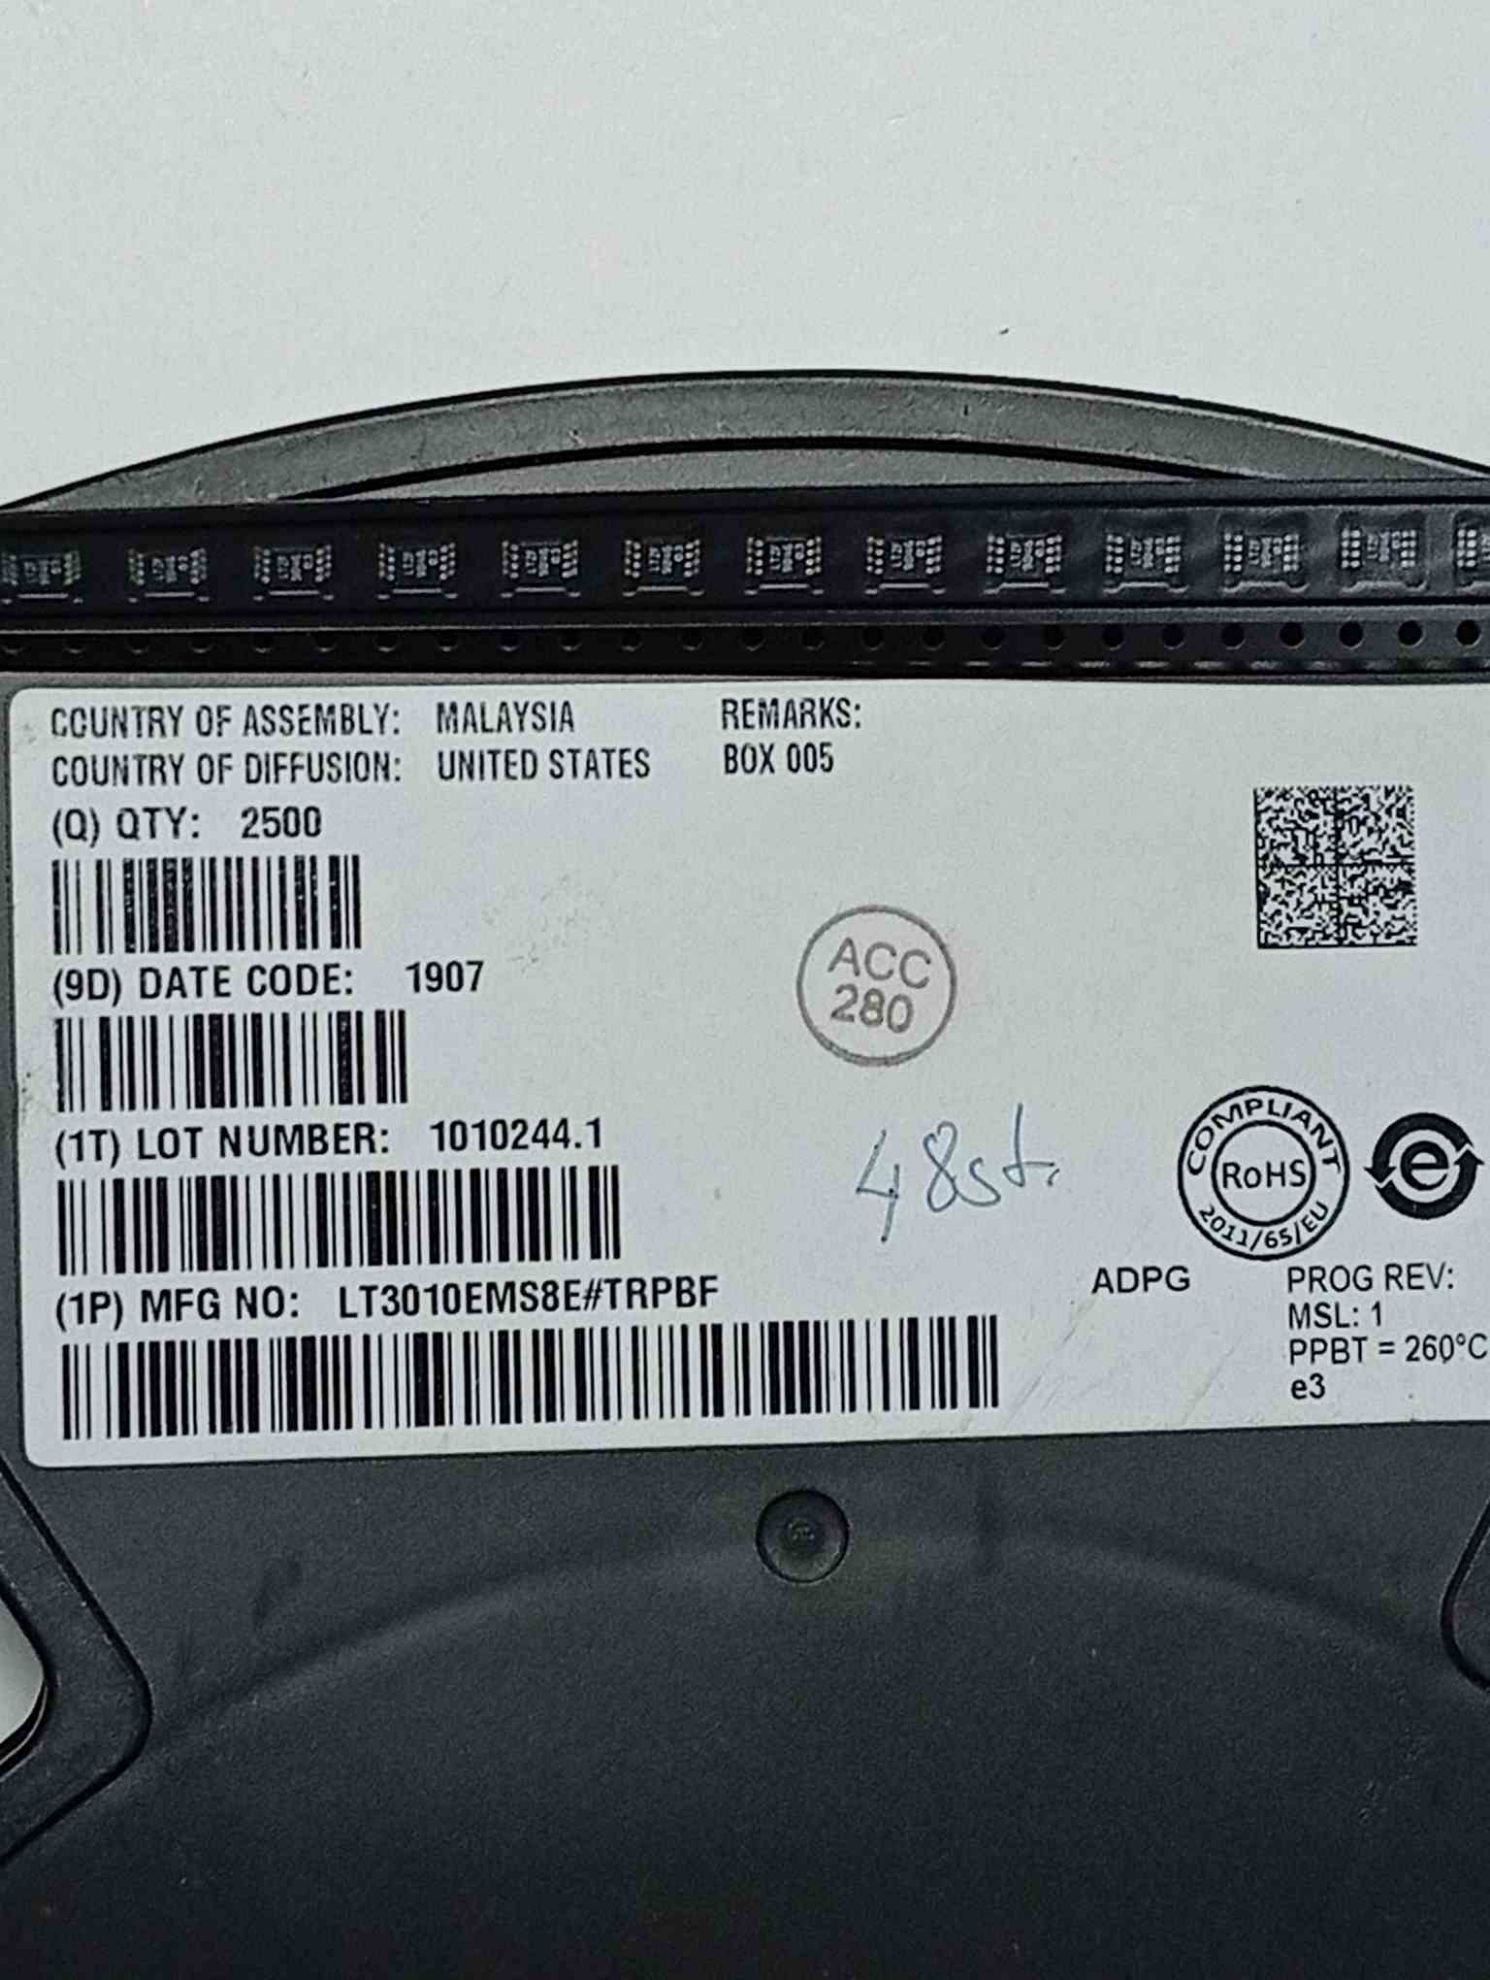 COUNTRY OF ASSEMBLY: MALAYSIA
COUNTRY OF DIFFUSION: UNITED STATES
REMARKS:
BOX 005
(Q) QTY: 2500
(9D) DATE CODE: 1907
(1T) LOT NUMBER: 1010244.1
(1P) MFG NO: LT3010EMS8E#TRPBF
ACC
280
48st.
COMPLIANT
RoHS
2011/65/EU
e
ADPG
PROG REV:
MSL: 1
PPBT = 260°C
e3